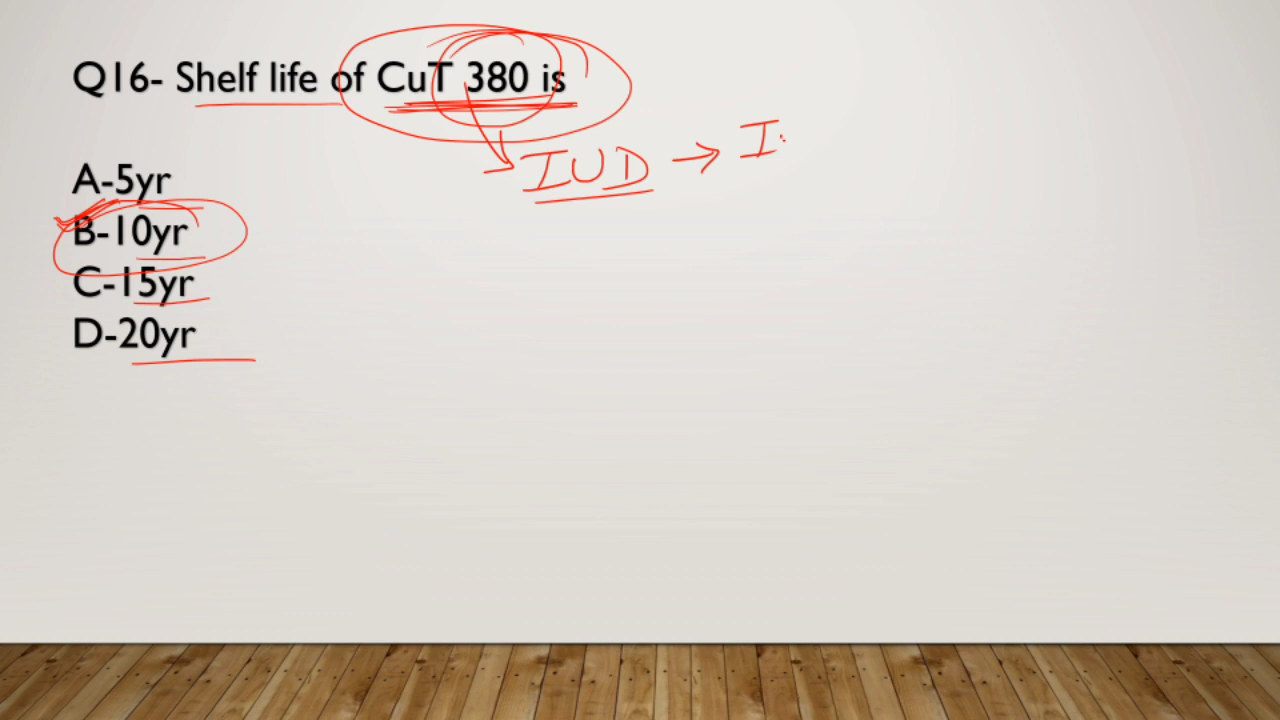 Q16- Shelf life of CuT 380 is
IUD → I
A-5yr
B-10yr
C-15yr
D-20yr